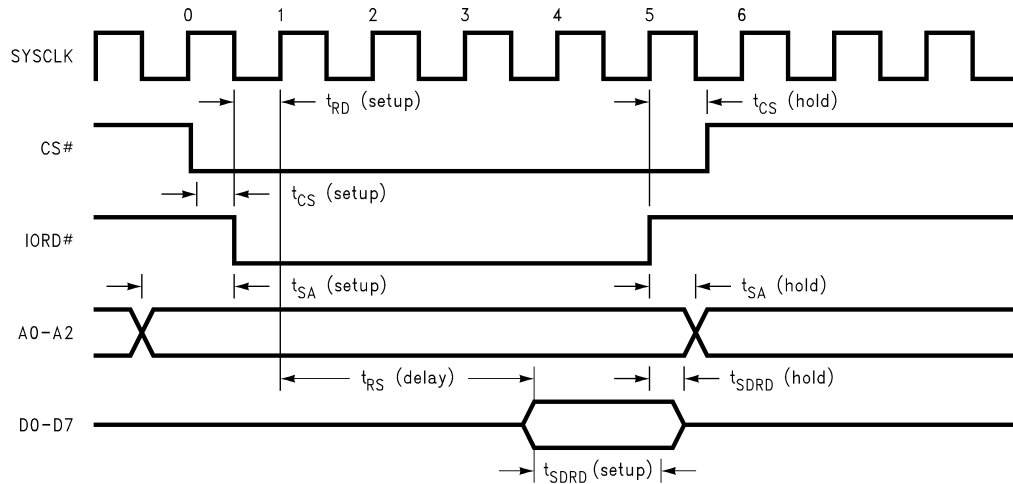 0 1 2 3 4 5 6
SYSCLK
t_RD (setup) t_CS (hold)
CS#
t_CS (setup)
IORD#
t_SA (setup) t_SA (hold)
A0-A2
t_RS (delay) t_SDRD (hold)
D0-D7
t_SDRD (setup)